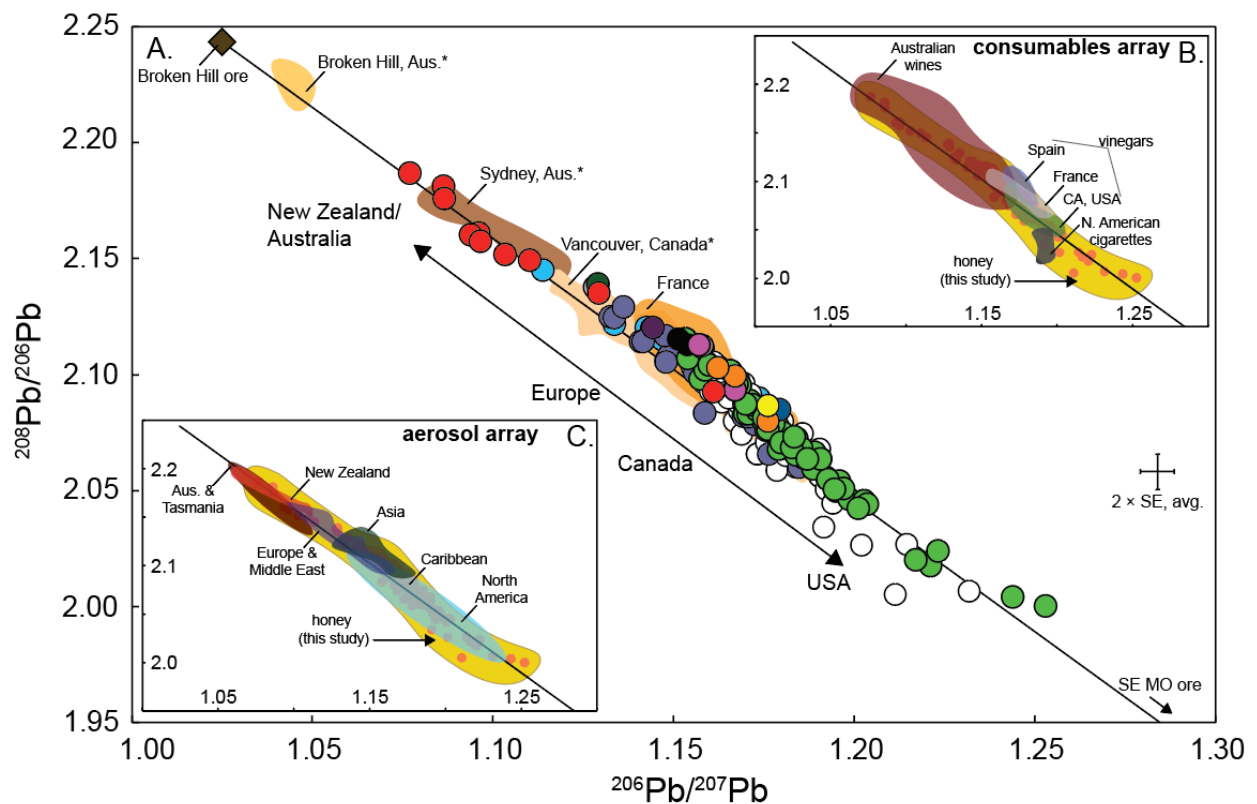 2.25
2.20
2.15
2.10
2.05
2.00
1.95
²⁰⁸Pb/²⁰⁶Pb
A.
Broken Hill ore
Broken Hill, Aus.*
Sydney, Aus.*
New Zealand/
Australia
Vancouver, Canada*
France
Europe
Canada
USA
2 × SE, avg.
SE MO ore
consumables array
B.
2.2
2.1
2.0
Australian
wines
vinegars
Spain
France
CA, USA
N. American
cigarettes
honey
(this study)
1.05
1.15
1.25
aerosol array
C.
2.2
2.1
2.0
New Zealand
Aus. &
Tasmania
Asia
Europe &
Middle East
Caribbean
North
America
honey
(this study)
1.05
1.15
1.25
1.00
1.05
1.10
1.15
1.20
1.25
1.30
²⁰⁶Pb/²⁰⁷Pb